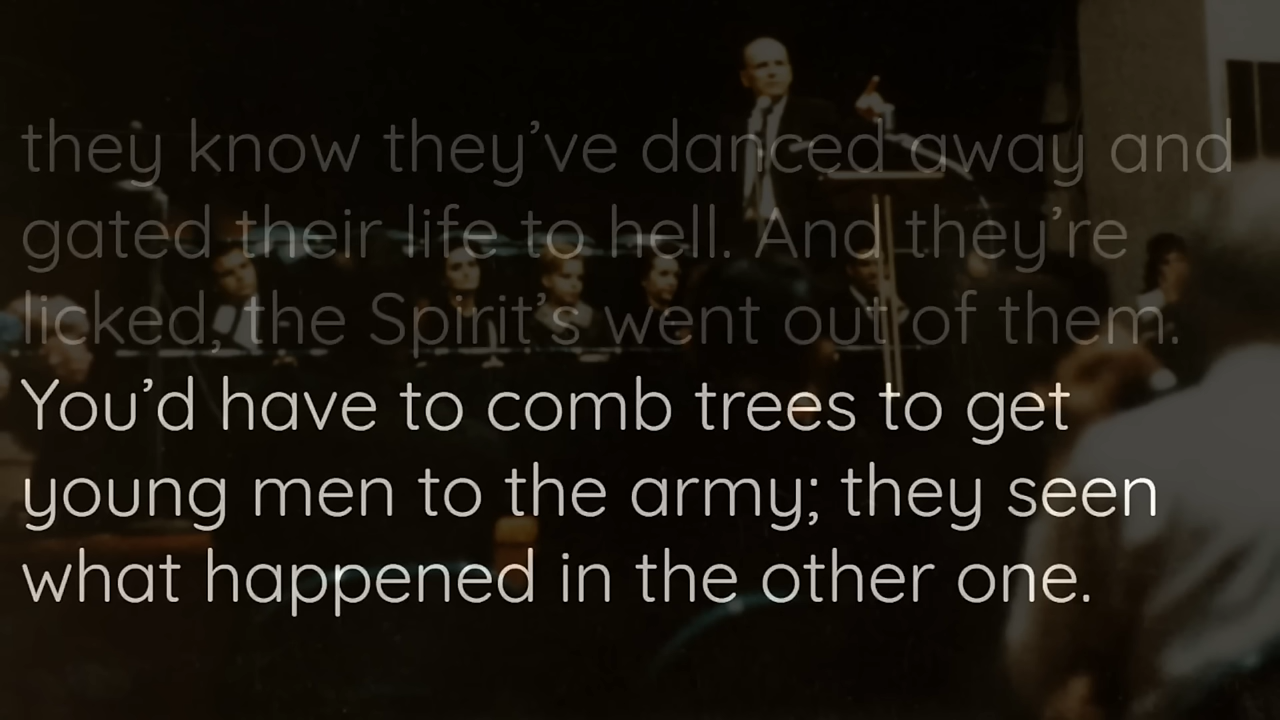 they know they’ve danced away and
gated their life to hell. And they’re
licked, the Spirit’s went out of them.
You’d have to comb trees to get
young men to the army; they seen
what happened in the other one.